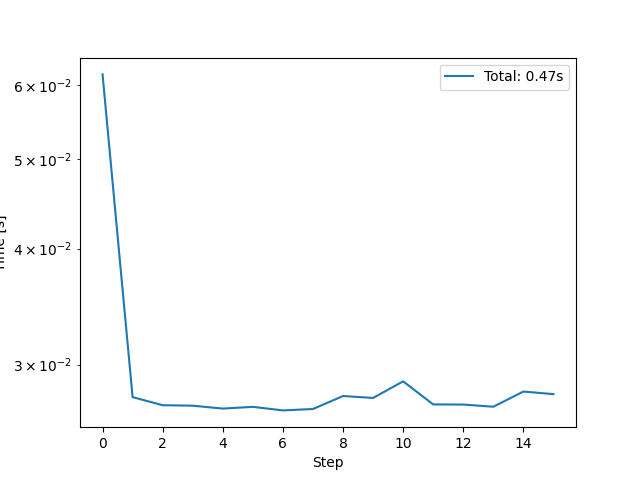 Total: 0.47s
6 × 10⁻²
5 × 10⁻²
4 × 10⁻²
3 × 10⁻²
[s]
0 2 4 6 8 10 12 14
Step